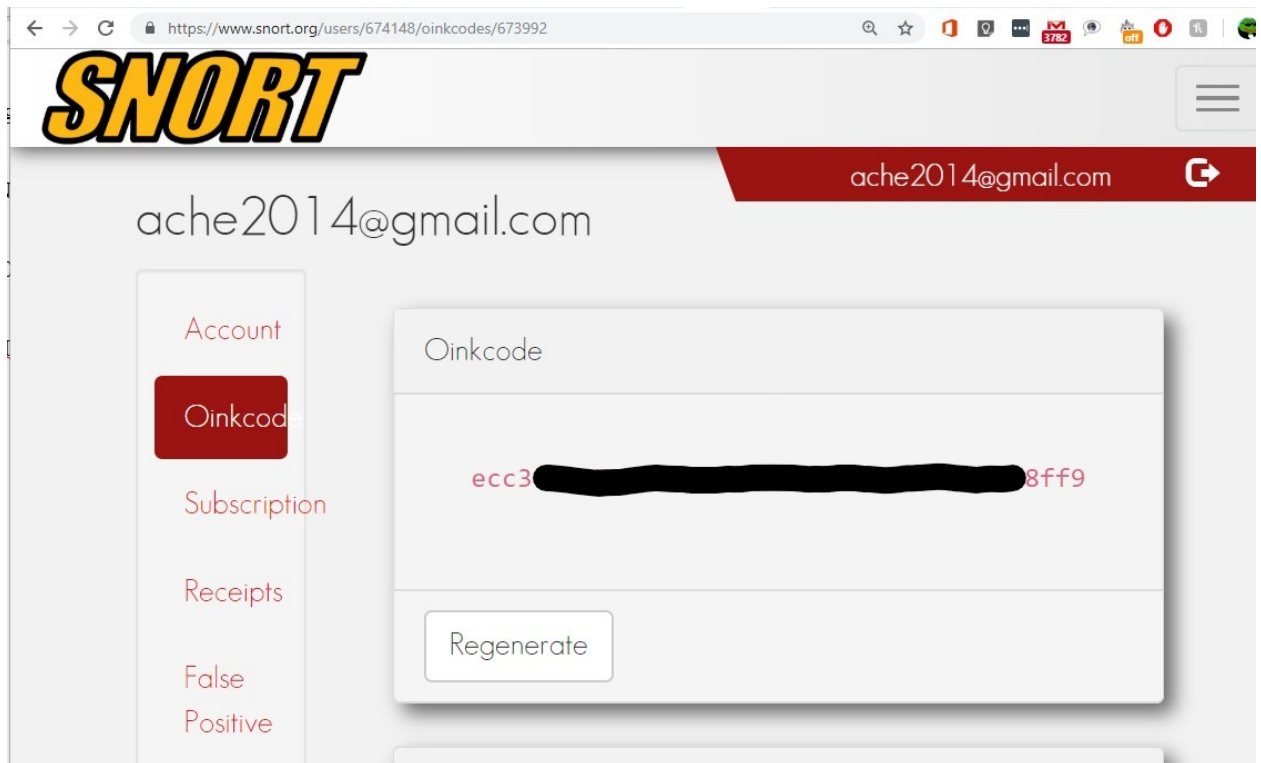 https://www.snort.org/users/674148/oinkcodes/673992
3782
off
SNORT
ache2014@gmail.com
ache2014@gmail.com
Account
Oinkcode
Subscription
Receipts
False
Positive
Oinkcode
ecc3
8ff9
Regenerate